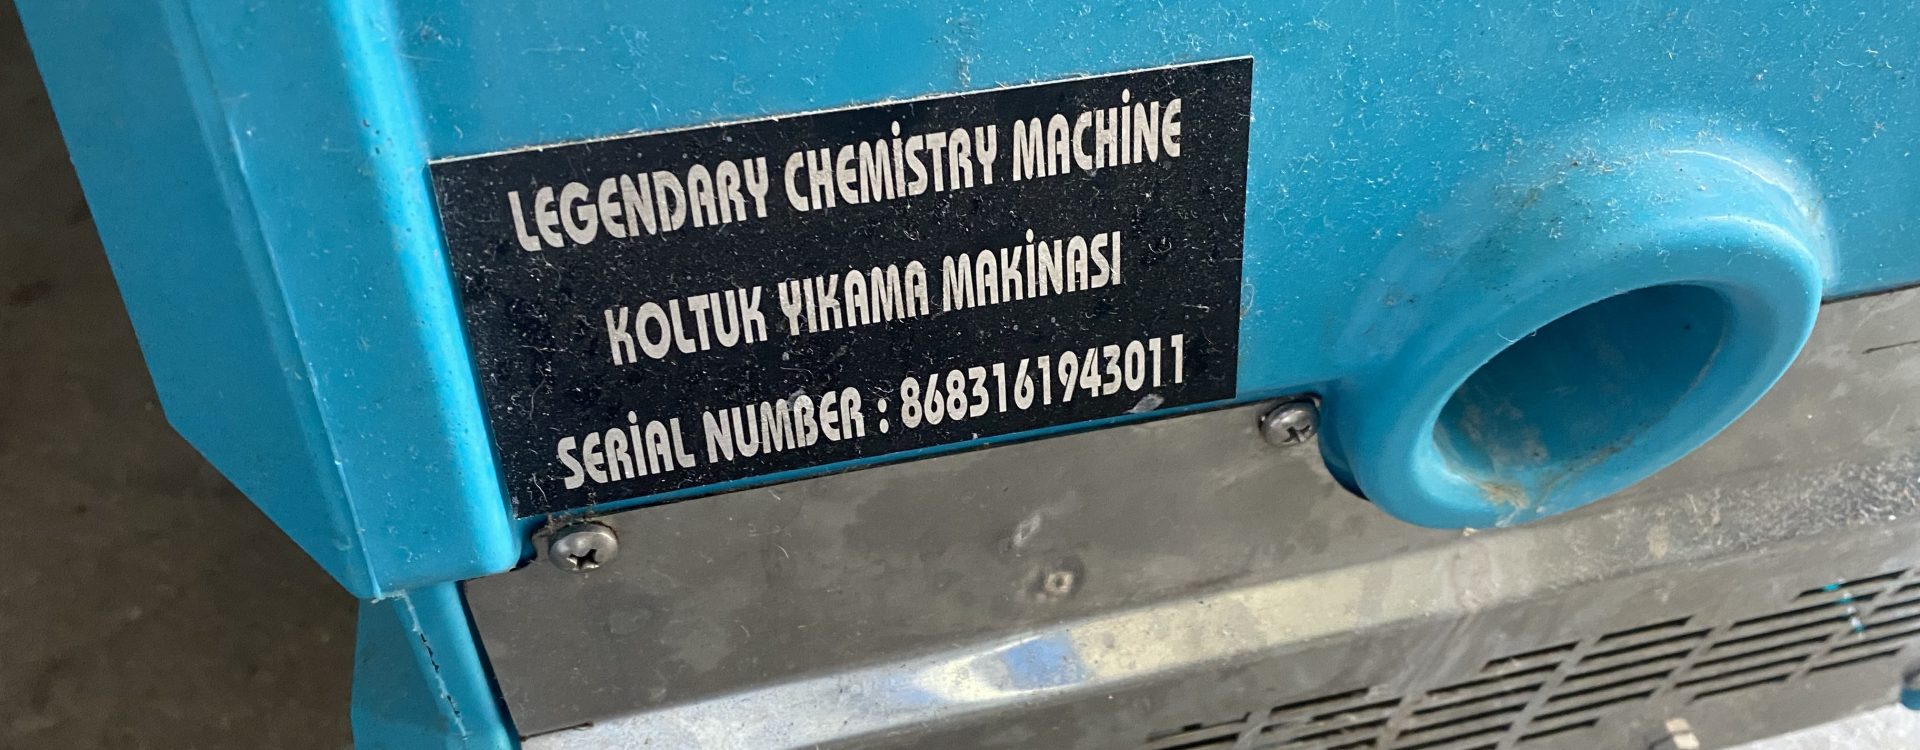 LEGENDARY CHEMİSTRY MACHİNE
KOLTUK YIKAMA MAKİNASI
SERİAL NUMBER : 8683161943011